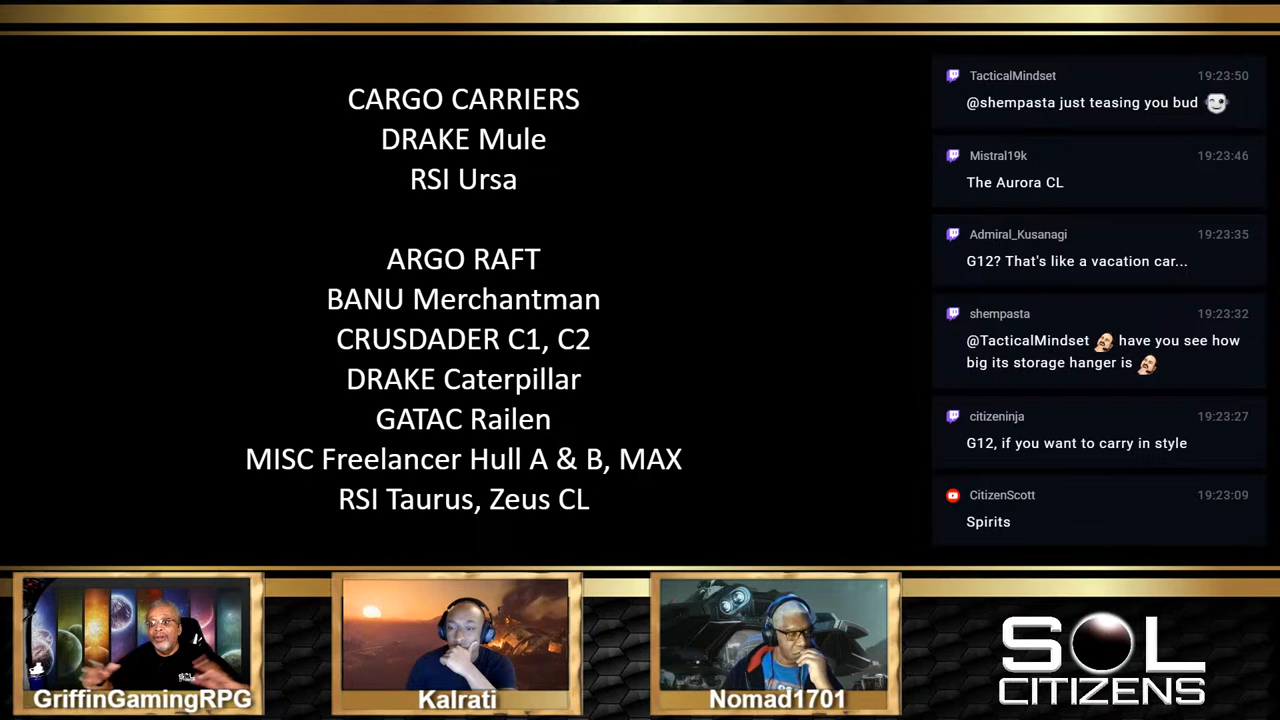 CARGO CARRIERS
DRAKE Mule
RSI Ursa
ARGO RAFT
BANU Merchantman
CRUSDADER C1, C2
DRAKE Caterpillar
GATAC Railen
MISC Freelancer Hull A & B, MAX
RSI Taurus, Zeus CL
TacticalMindset 19:23:50
@shempasta just teasing you bud
Mistral19k 19:23:46
The Aurora CL
Admiral_Kusanagi 19:23:35
G12? That's like a vacation car...
shempasta 19:23:32
@TacticalMindset have you see how
big its storage hanger is
citizeninja 19:23:27
G12, if you want to carry in style
CitizenScott 19:23:09
Spirits
GriffinGamingRPG
Kalrati
Nomad1701
SOL
CITIZENS